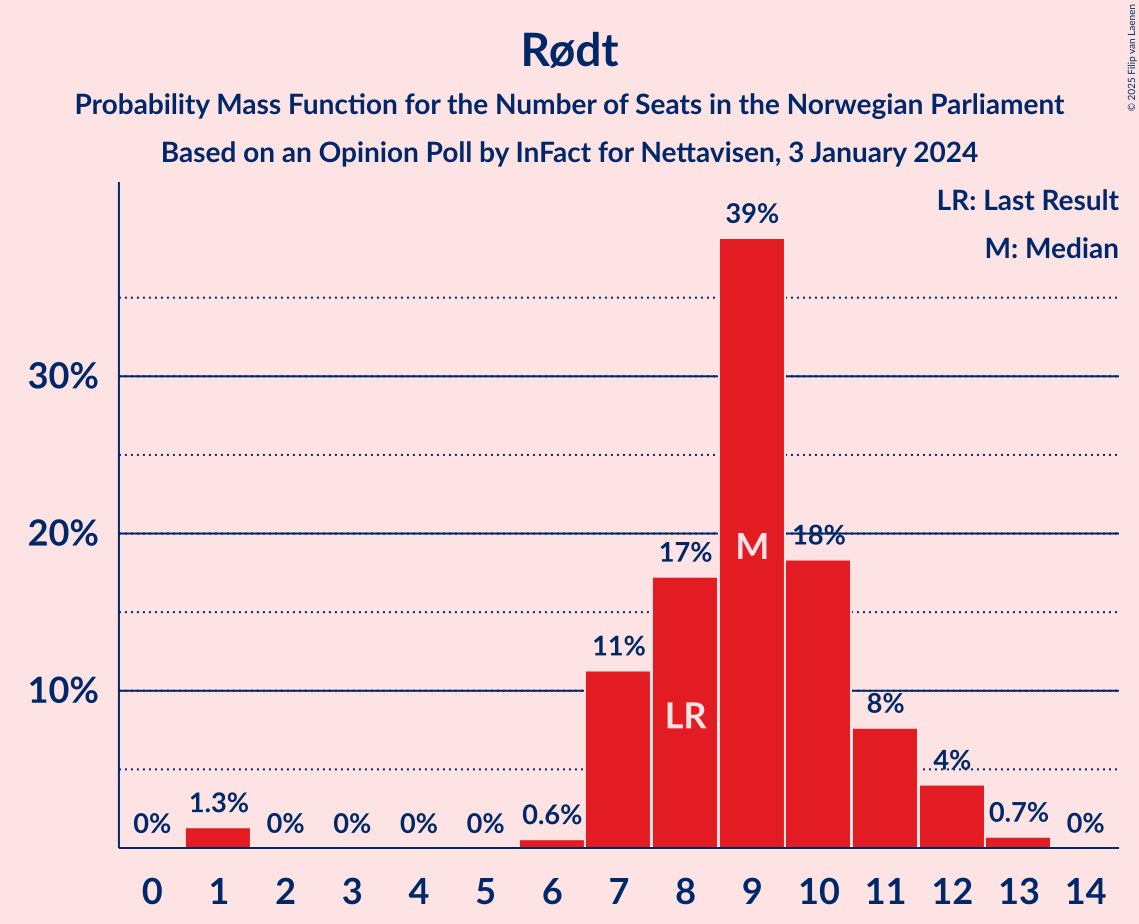 Rødt
Probability Mass Function for the Number of Seats in the Norwegian Parliament
Based on an Opinion Poll by InFact for Nettavisen, 3 January 2024
© 2025 Filip van Laenen
LR: Last Result
M: Median
39%
30%
20%
18%
17%
M
11%
10%
8%
LR
4%
1.3%
0.6%
0.7%
0% 0% 0% 0% 0% 0%
0 1 2 3 4 5 6 7 8 9 10 11 12 13 14